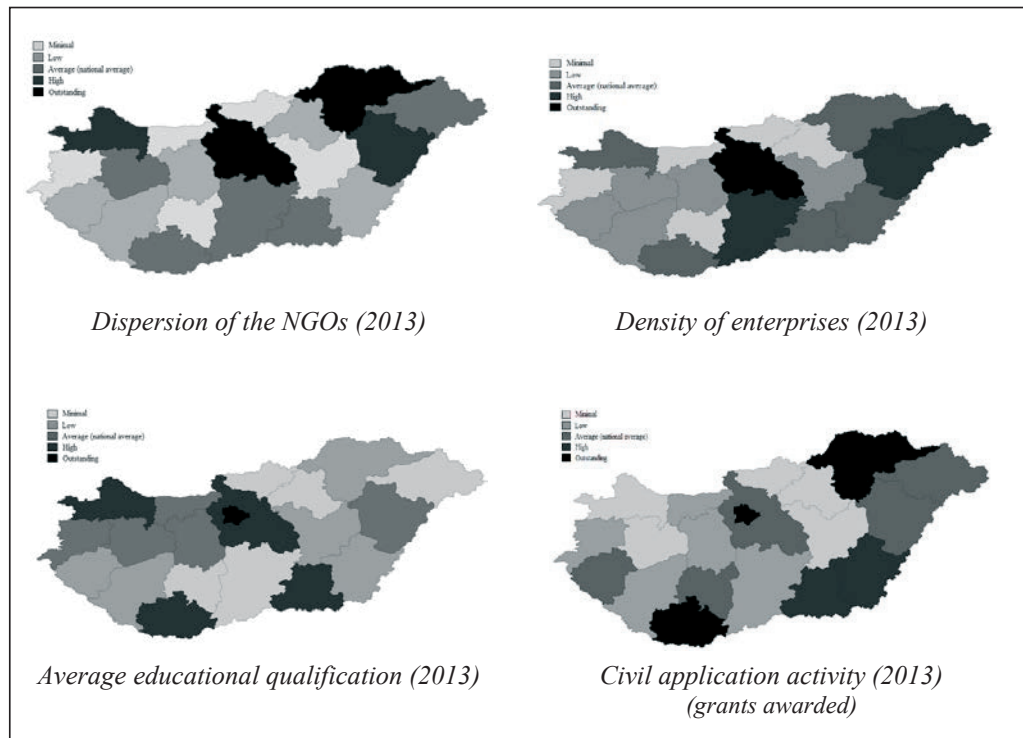 Minimal
Low
Average (national average)
High
Outstanding
Dispersion of the NGOs (2013)
Minimal
Low
Average (national average)
High
Outstanding
Density of enterprises (2013)
Minimal
Low
Average (national average)
High
Outstanding
Average educational qualification (2013)
Minimal
Low
Average (national average)
High
Outstanding
Civil application activity (2013)
(grants awarded)